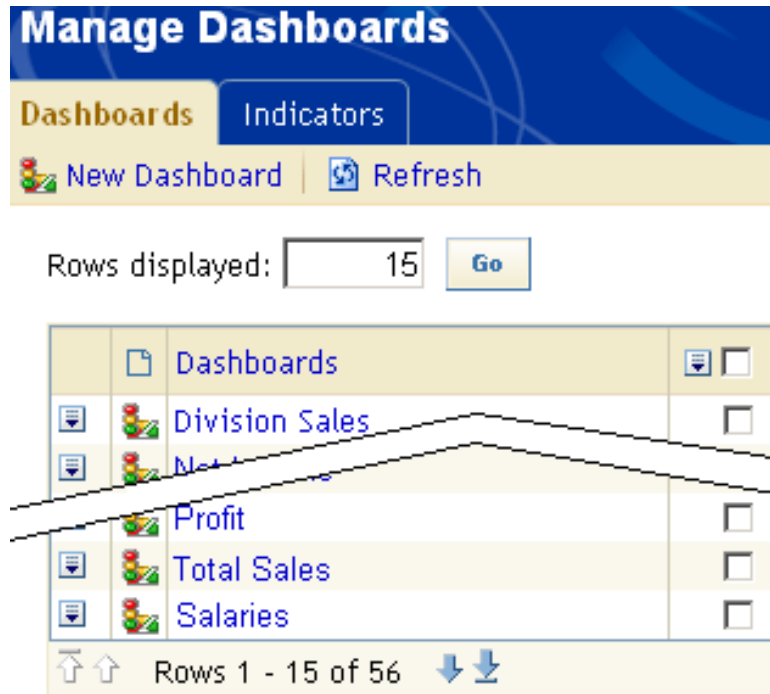 Manage Dashboards
Dashboards Indicators
New Dashboard Refresh
Rows displayed: 15 Go
Dashboards
Division Sales
Profit
Total Sales
Salaries
Rows 1 - 15 of 56